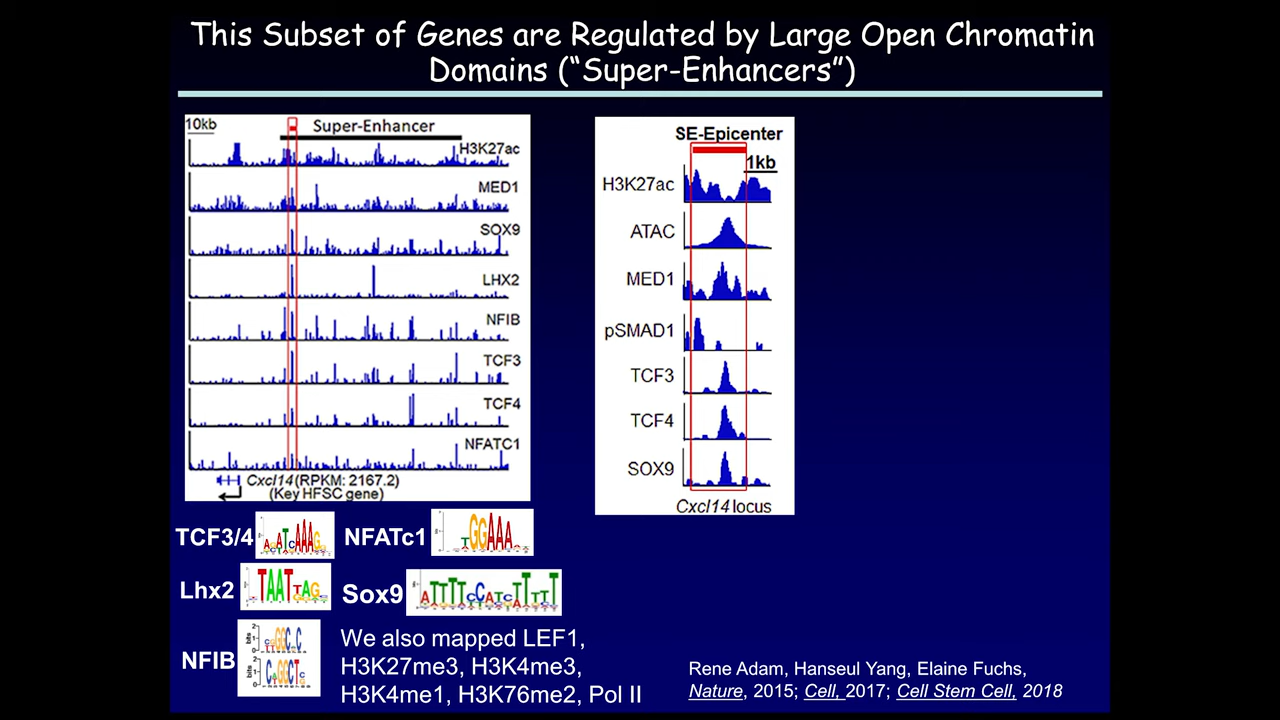 This Subset of Genes are Regulated by Large Open Chromatin
Domains (“Super-Enhancers”)
10kb
Super-Enhancer
H3K27ac
MED1
SOX9
LHX2
NFIB
TCF3
TCF4
NFATC1
Cxcl14 (RPKM: 2167.2)
(Key HFSC gene)
SE-Epicenter
1kb
H3K27ac
ATAC
MED1
pSMAD1
TCF3
TCF4
SOX9
Cxcl14 locus
TCF3/4
NFATc1
Lhx2
Sox9
NFIB
We also mapped LEF1,
H3K27me3, H3K4me3,
H3K4me1, H3K76me2, Pol II
Rene Adam, Hanseul Yang, Elaine Fuchs,
Nature, 2015; Cell, 2017; Cell Stem Cell, 2018